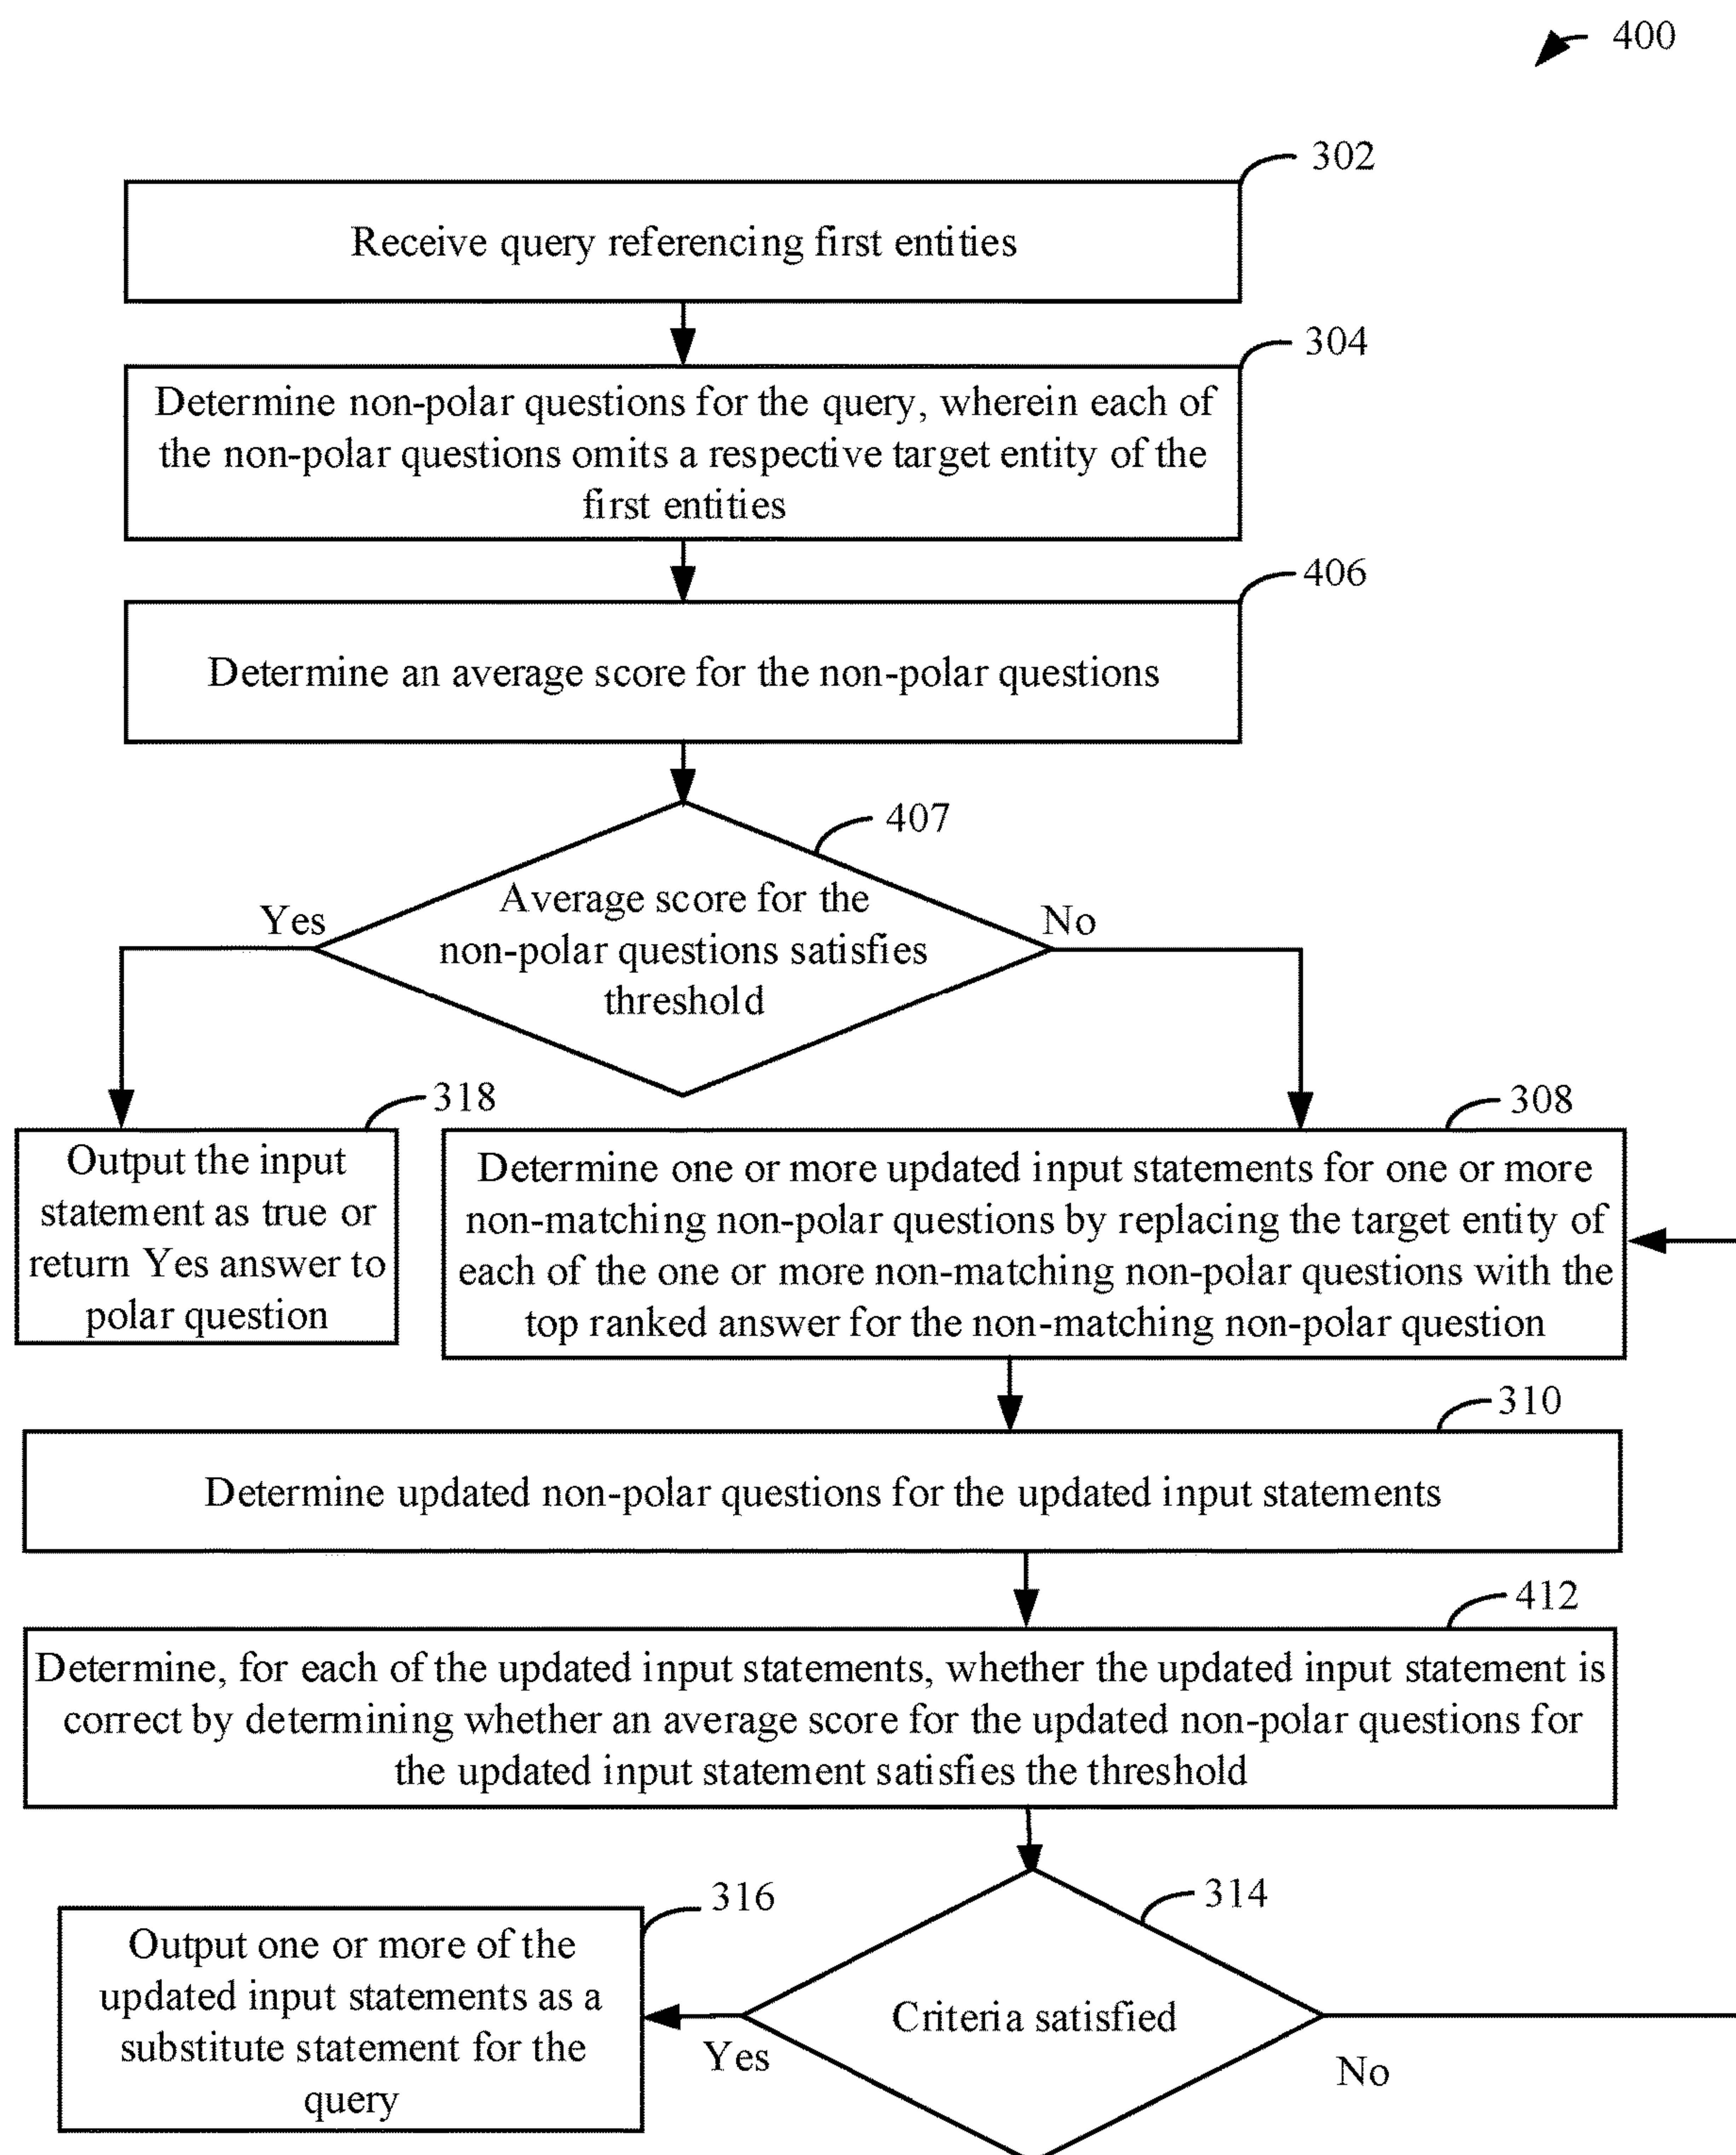 400
302
Receive query referencing first entities
304
Determine non-polar questions for the query, wherein each of
the non-polar questions omits a respective target entity of the
first entities
406
Determine an average score for the non-polar questions
407
Average score for the
non-polar questions satisfies
threshold
Yes
No
318
Output the input
statement as true or
return Yes answer to
polar question
308
Determine one or more updated input statements for one or more
non-matching non-polar questions by replacing the target entity of
each of the one or more non-matching non-polar questions with the
top ranked answer for the non-matching non-polar question
310
Determine updated non-polar questions for the updated input statements
412
Determine, for each of the updated input statements, whether the updated input statement is
correct by determining whether an average score for the updated non-polar questions for
the updated input statement satisfies the threshold
316
Output one or more of the
updated input statements as a
substitute statement for the
query
314
Criteria satisfied
Yes
No